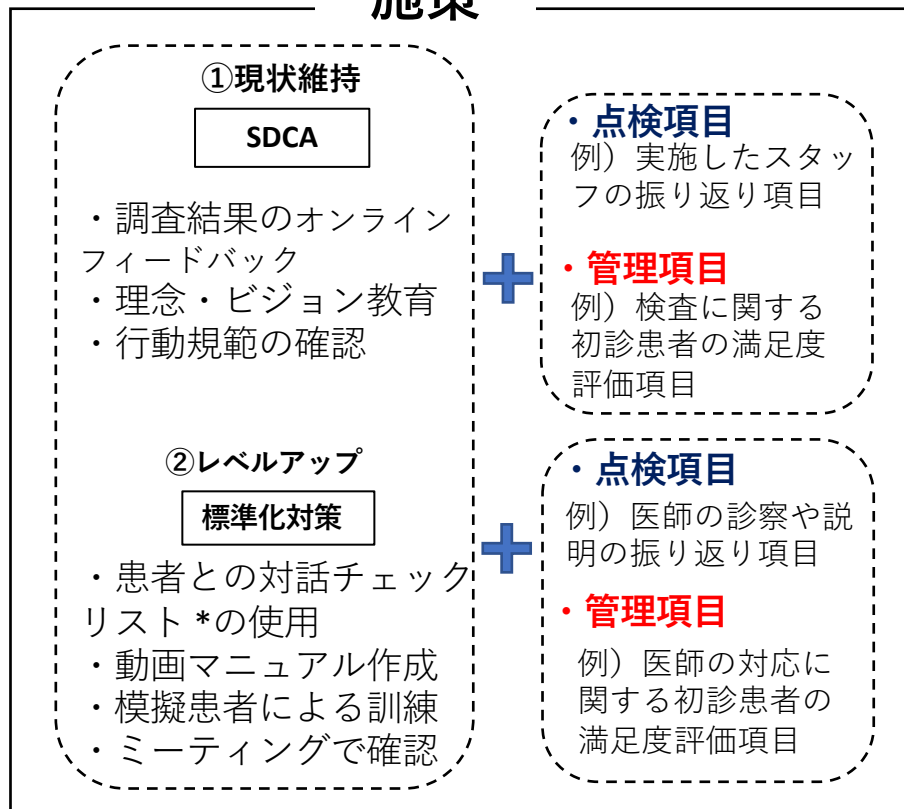 施策
①現状維持
SDCA
・調査結果のオンライン
フィードバック
・理念・ビジョン教育
・行動規範の確認
・点検項目
例）実施したスタッ
フの振り返り項目
・管理項目
例）検査に関する
初診患者の満足度
評価項目
②レベルアップ
標準化対策
・患者との対話チェック
リスト*の使用
・動画マニュアル作成
・模擬患者による訓練
・ミーティングで確認
・点検項目
例）医師の診察や説
明の振り返り項目
・管理項目
例）医師の対応に
関する初診患者の
満足度評価項目